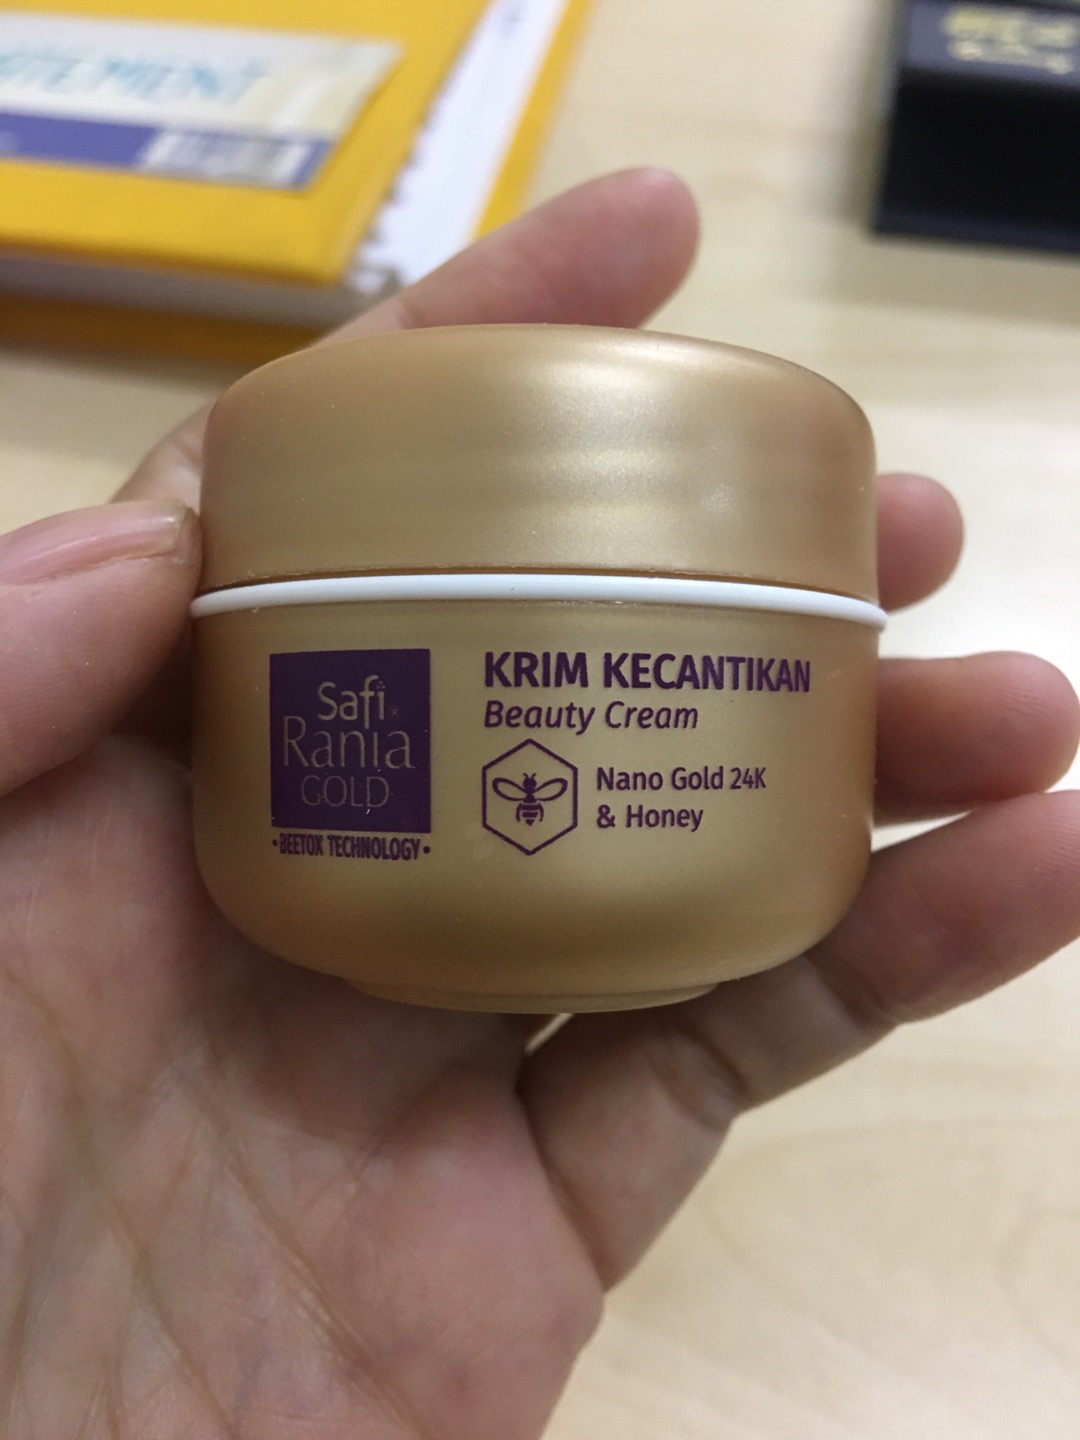 Safi
Rania
GOLD
• BEETOX TECHNOLOGY •
KRIM KECANTIKAN
Beauty Cream
Nano Gold 24K
& Honey